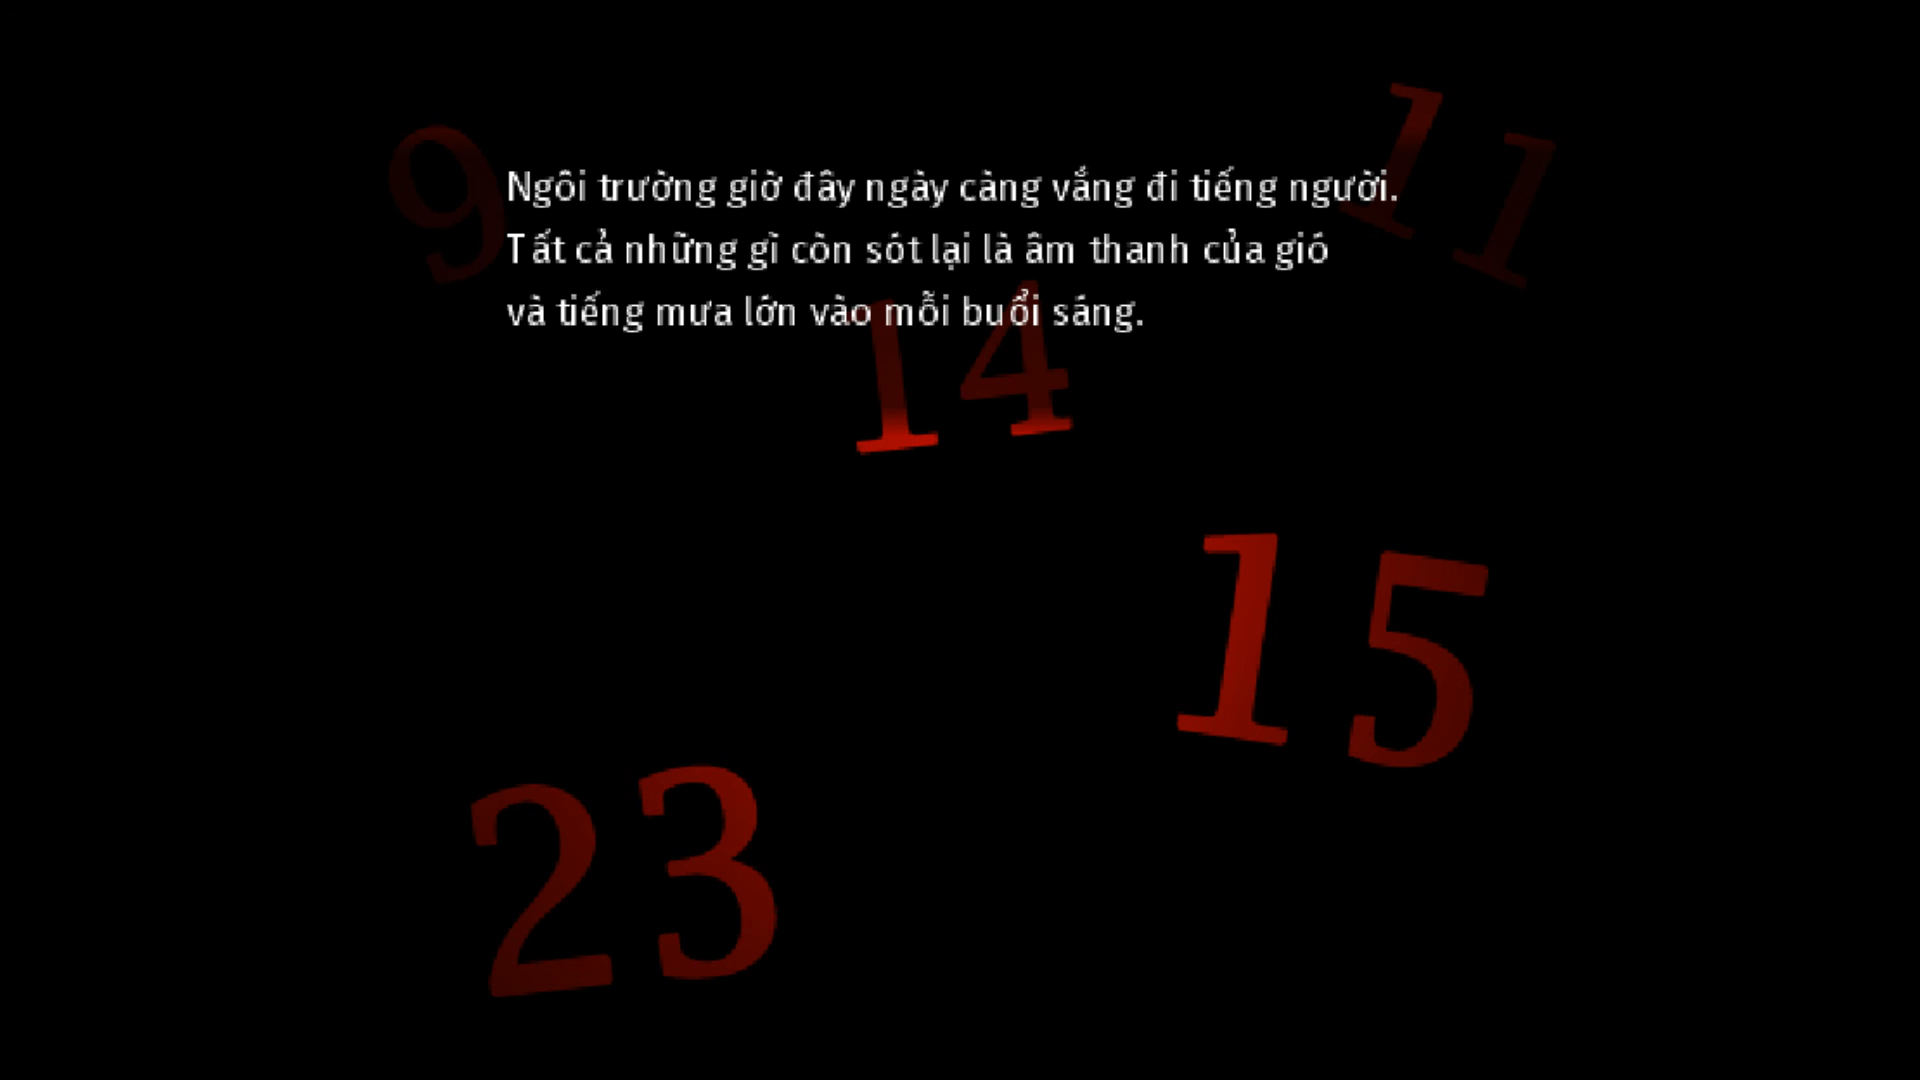 9
11
Ngôi trường giờ đây ngày càng vắng đi tiếng người.
Tất cả những gì còn sót lại là âm thanh của gió
và tiếng mưa lớn vào mỗi buổi sáng.
14
15
23